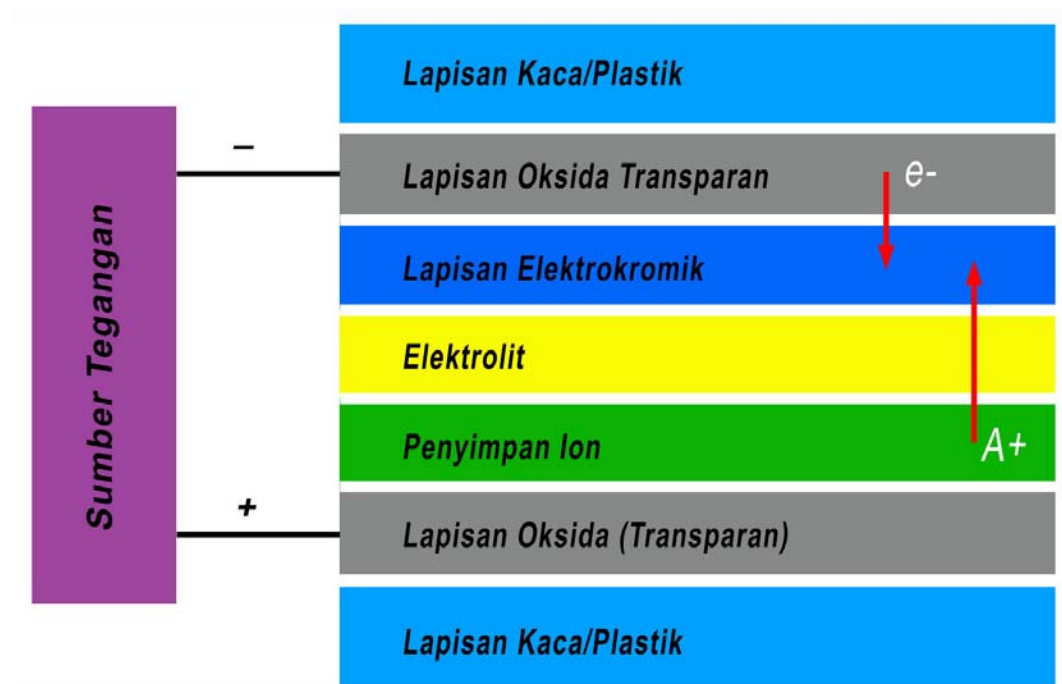 Sumber Tegangan
–
+
Lapisan Kaca/Plastik
Lapisan Oksida Transparan
e-
Lapisan Elektrokromik
Elektrolit
Penyimpan Ion
A+
Lapisan Oksida (Transparan)
Lapisan Kaca/Plastik